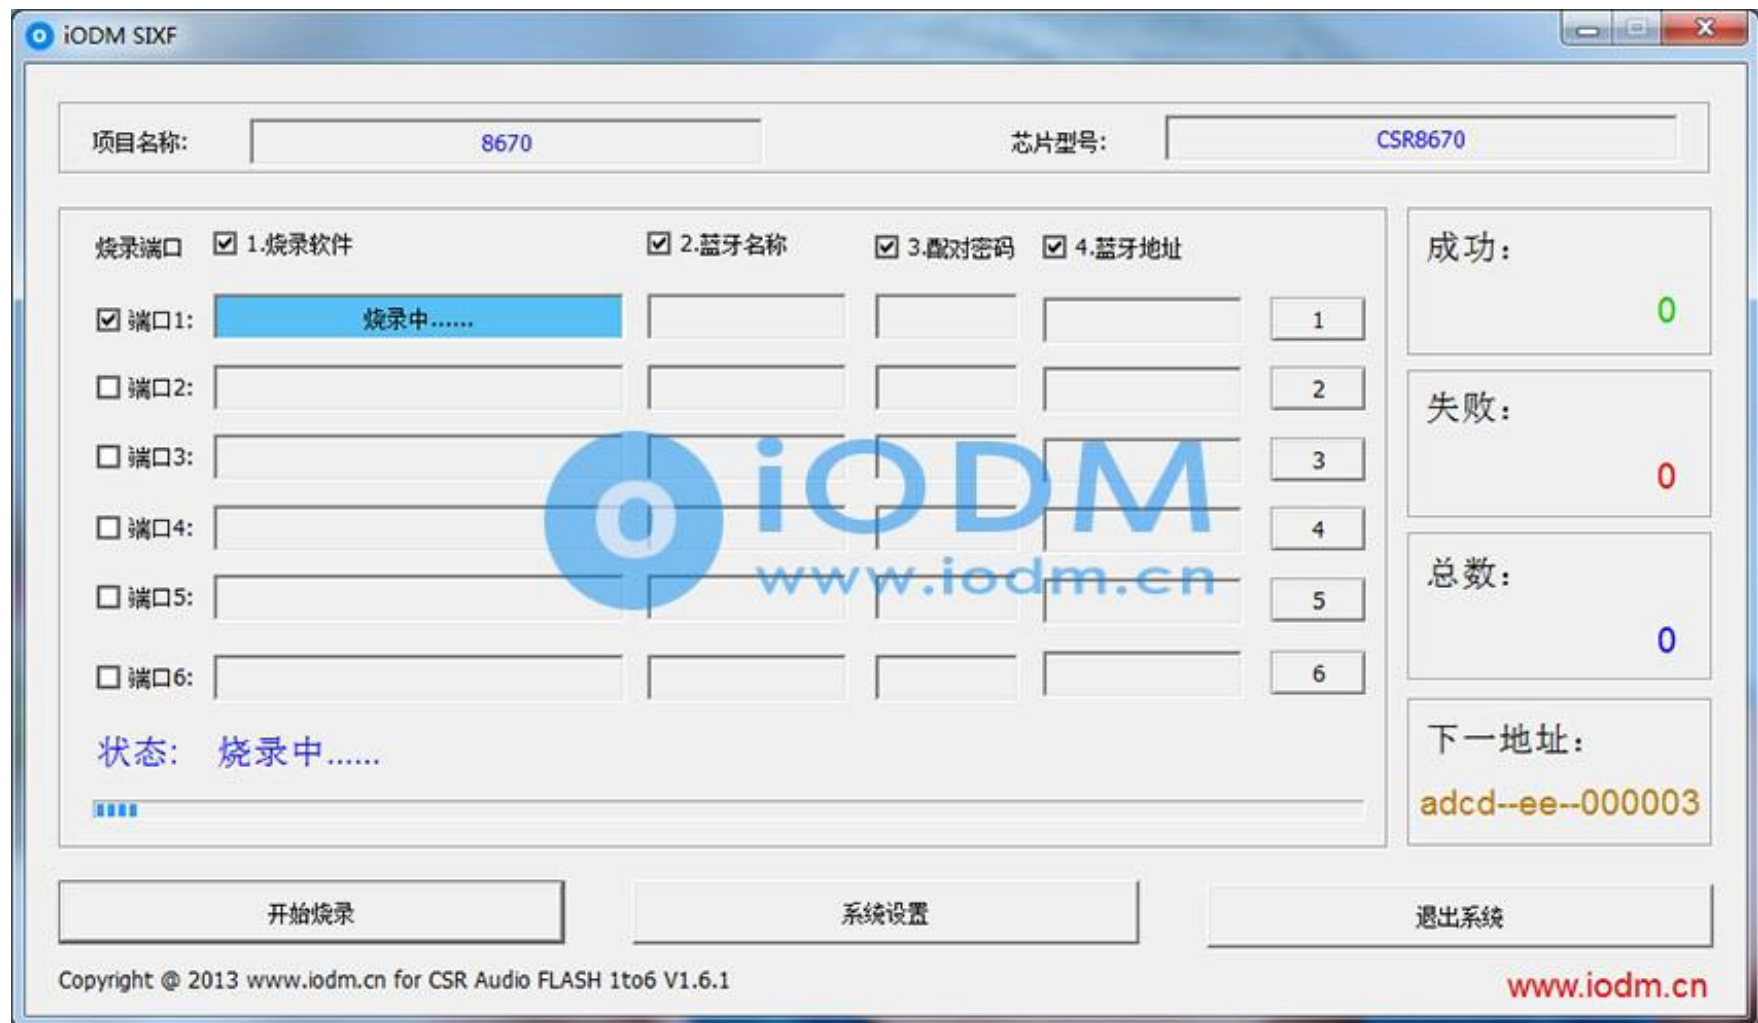 iODM SIXF
项目名称: 8670 芯片型号: CSR8670
烧录端口 1.烧录软件 2.蓝牙名称 3.配对密码 4.蓝牙地址
端口1: 烧录中...... 1
端口2: 2
端口3: 3
端口4: 4
端口5: 5
端口6: 6
iODM
www.iodm.cn
状态: 烧录中......
成功:
0
失败:
0
总数:
0
下一地址:
adcd--ee--000003
开始烧录 系统设置 退出系统
Copyright @ 2013 www.iodm.cn for CSR Audio FLASH 1to6 V1.6.1
www.iodm.cn